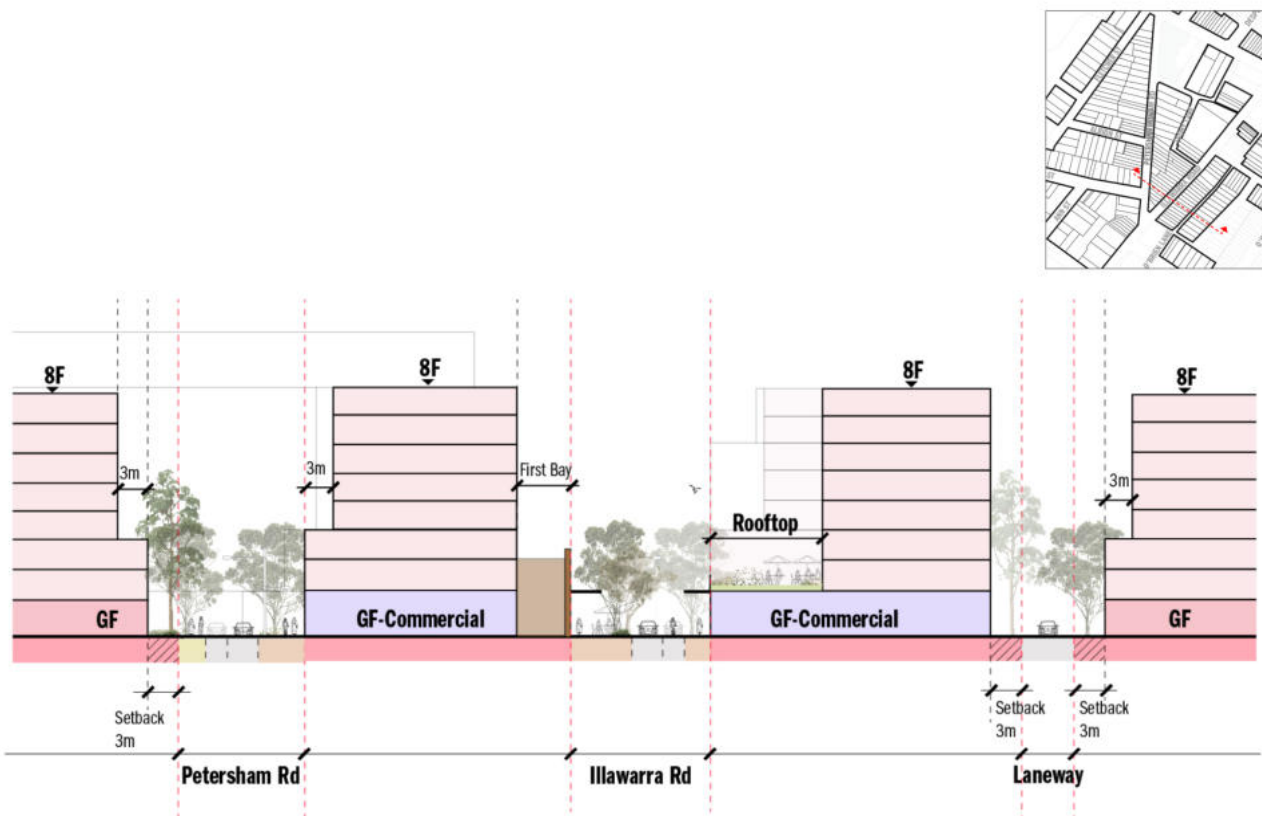 8F
8F
8F
8F
3m
3m
First Bay
3m
Rooftop
GF
GF-Commercial
GF-Commercial
GF
Setback
3m
Setback
3m
Setback
3m
Petersham Rd
Illawarra Rd
Laneway